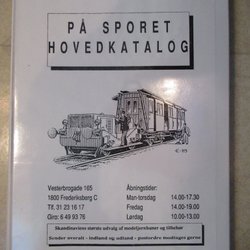 PÅ SPORET
HOVEDKATALOG
Vesterbrogade 165
1800 Frederiksberg C
Tlf. 31 23 16 17
Giro: 6 49 93 76
Åbningstider:
Man-torsdag 14.00-17.30
Fredag 14.00-19.00
Lørdag 10.00-13.00
Skandinaviens største udvalg af modeljernbaner og tilbehør
Sender overalt - indland og udland - postordre modtages gerne